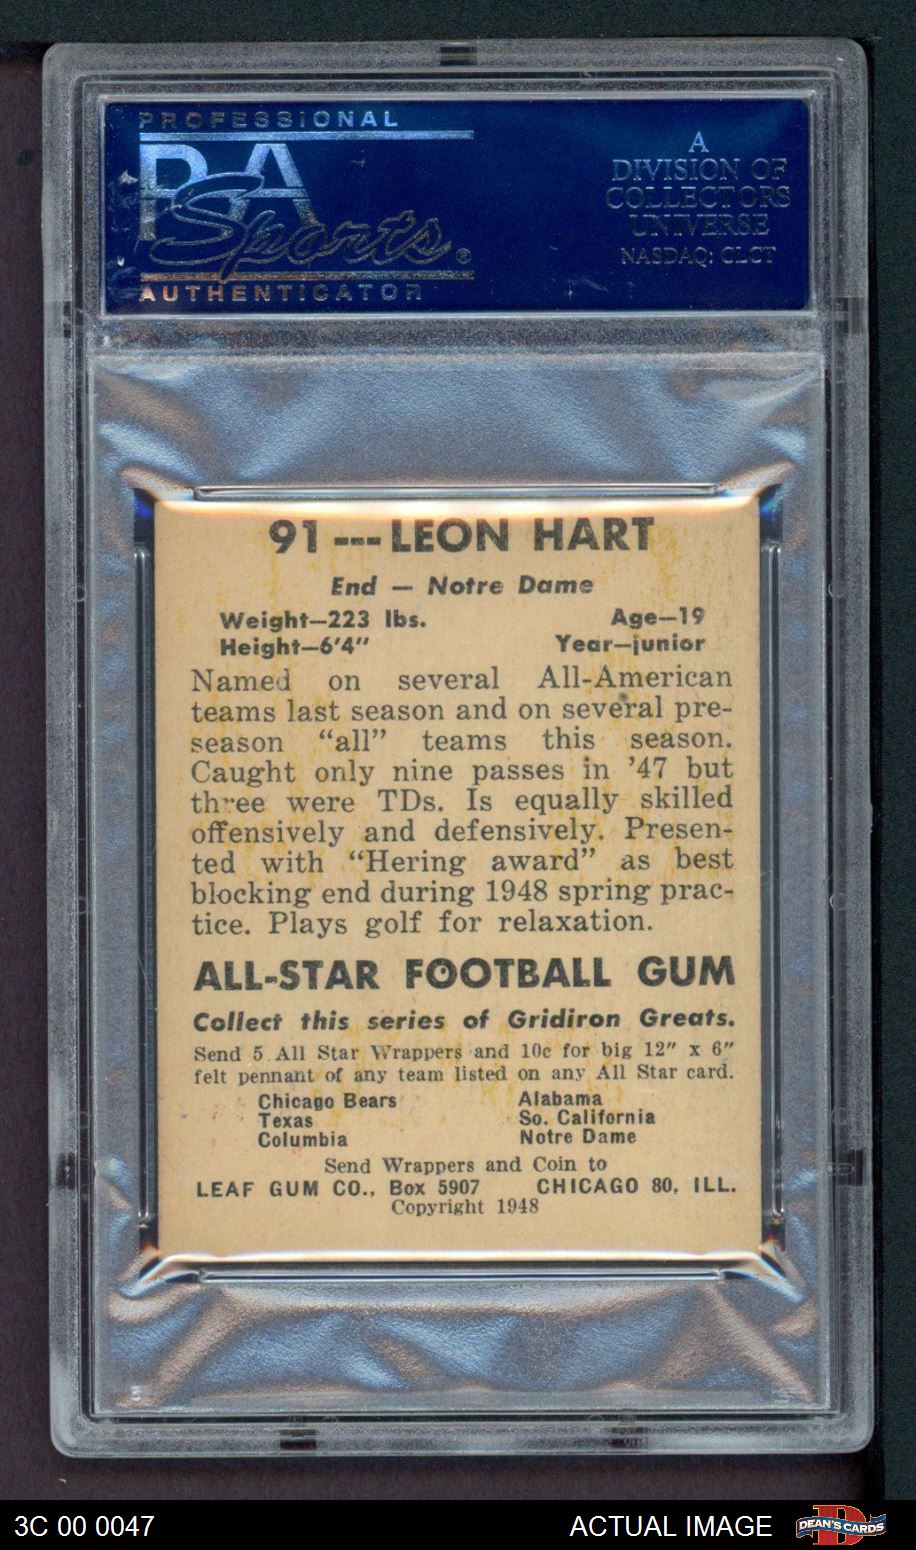 PROFESSIONAL
PSA
Sports®
AUTHENTICATOR
A
DIVISION OF
COLLECTORS
UNIVERSE
NASDAQ: CLCT
91 --- LEON HART
End — Notre Dame
Weight—223 lbs. Age—19
Height—6'4" Year—junior
Named on several All-American
teams last season and on several pre-
season "all" teams this season.
Caught only nine passes in '47 but
three were TDs. Is equally skilled
offensively and defensively. Presen-
ted with "Hering award" as best
blocking end during 1948 spring prac-
tice. Plays golf for relaxation.
ALL-STAR FOOTBALL GUM
Collect this series of Gridiron Greats.
Send 5 All Star Wrappers and 10c for big 12" x 6"
felt pennant of any team listed on any All Star card.
Chicago Bears Alabama
Texas So. California
Columbia Notre Dame
Send Wrappers and Coin to
LEAF GUM CO., Box 5907 CHICAGO 80, ILL.
Copyright 1948
3C 00 0047 ACTUAL IMAGE DEAN'S CARDS